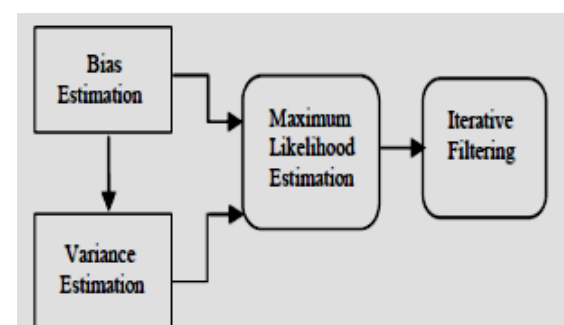 Bias
Estimation
Maximum
Likelihood
Estimation
Iterative
Filtering
Variance
Estimation